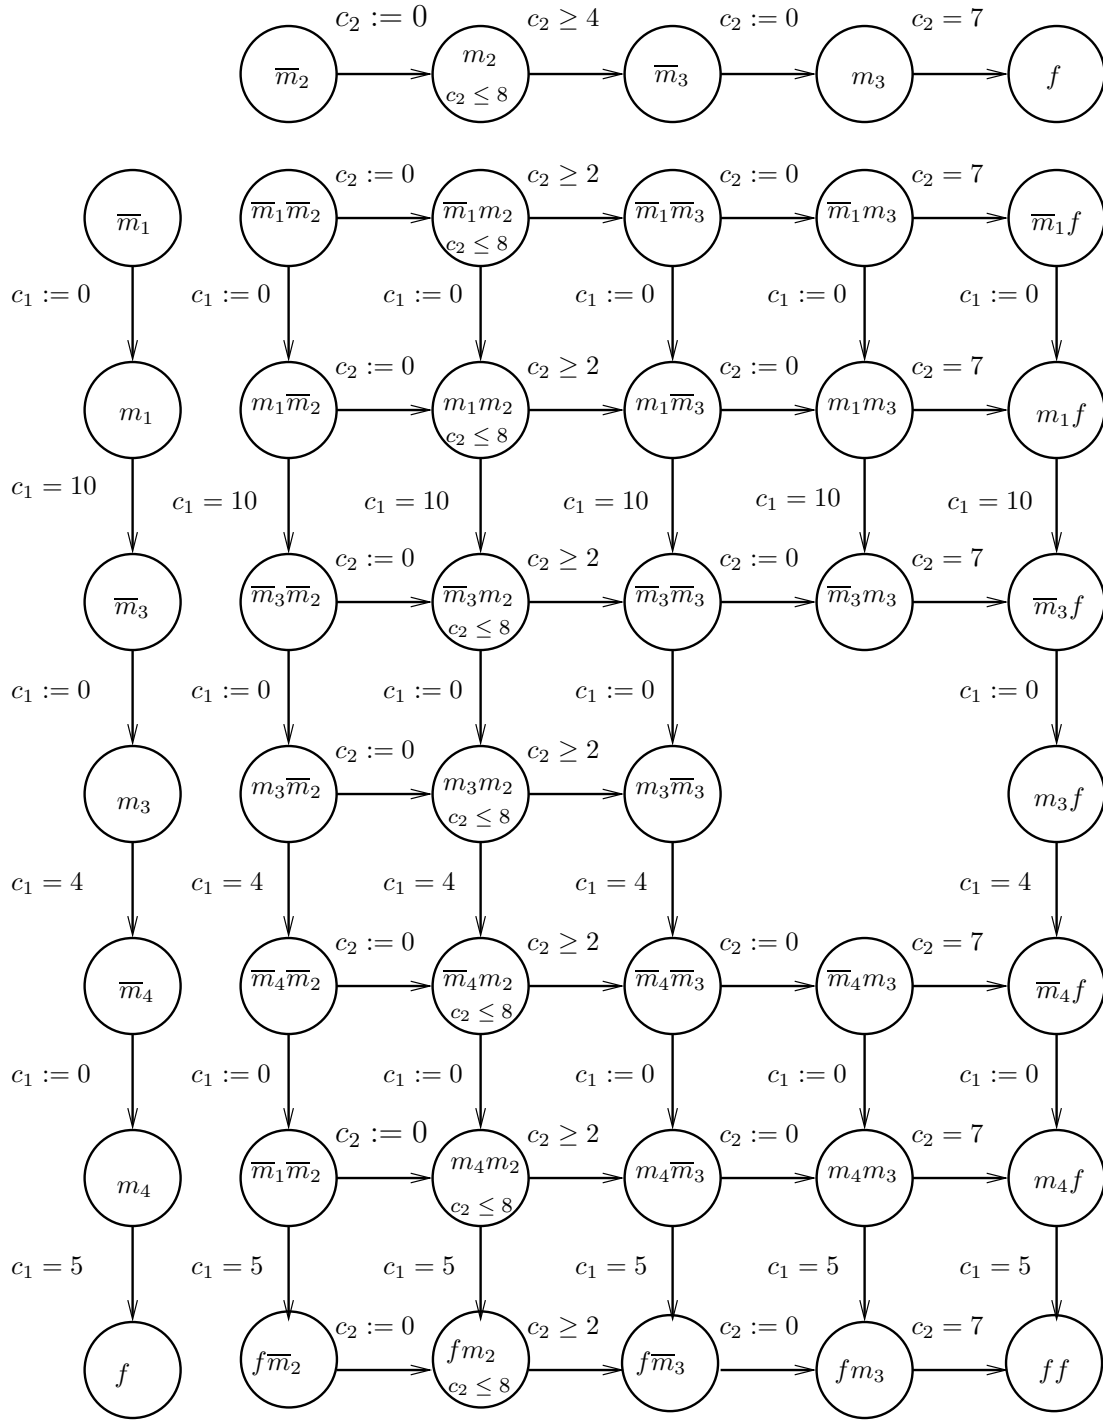 c₂ := 0 c₂ ≥ 4 c₂ := 0 c₂ = 7
m̅₂ m₂ m̅₃ m₃ f
c₂ ≤ 8
c₂ := 0 c₂ ≥ 2 c₂ := 0 c₂ = 7
m̅₁ m̅₁m̅₂ m̅₁m₂ m̅₁m̅₃ m̅₁m₃ m̅₁f
c₂ ≤ 8
c₁ := 0 c₁ := 0 c₁ := 0 c₁ := 0 c₁ := 0 c₁ := 0
c₂ := 0 c₂ ≥ 2 c₂ := 0 c₂ = 7
m₁ m₁m̅₂ m₁m₂ m₁m̅₃ m₁m₃ m₁f
c₂ ≤ 8
c₁ = 10 c₁ = 10 c₁ = 10 c₁ = 10 c₁ = 10 c₁ = 10
c₂ := 0 c₂ ≥ 2 c₂ := 0 c₂ = 7
m̅₃ m̅₃m̅₂ m̅₃m₂ m̅₃m̅₃ m̅₃m₃ m̅₃f
c₂ ≤ 8
c₁ := 0 c₁ := 0 c₁ := 0 c₁ := 0 c₁ := 0
c₂ := 0 c₂ ≥ 2
m₃ m₃m̅₂ m₃m₂ m₃m̅₃ m₃f
c₂ ≤ 8
c₁ = 4 c₁ = 4 c₁ = 4 c₁ = 4 c₁ = 4
c₂ := 0 c₂ ≥ 2 c₂ := 0 c₂ = 7
m̅₄ m̅₄m̅₂ m̅₄m₂ m̅₄m̅₃ m̅₄m₃ m̅₄f
c₂ ≤ 8
c₁ := 0 c₁ := 0 c₁ := 0 c₁ := 0 c₁ := 0 c₁ := 0
c₂ := 0 c₂ ≥ 2 c₂ := 0 c₂ = 7
m₄ m̅₁m̅₂ m₄m₂ m₄m̅₃ m₄m₃ m₄f
c₂ ≤ 8
c₁ = 5 c₁ = 5 c₁ = 5 c₁ = 5 c₁ = 5 c₁ = 5
c₂ := 0 c₂ ≥ 2 c₂ := 0 c₂ = 7
f fm̅₂ fm₂ fm̅₃ fm₃ ff
c₂ ≤ 8